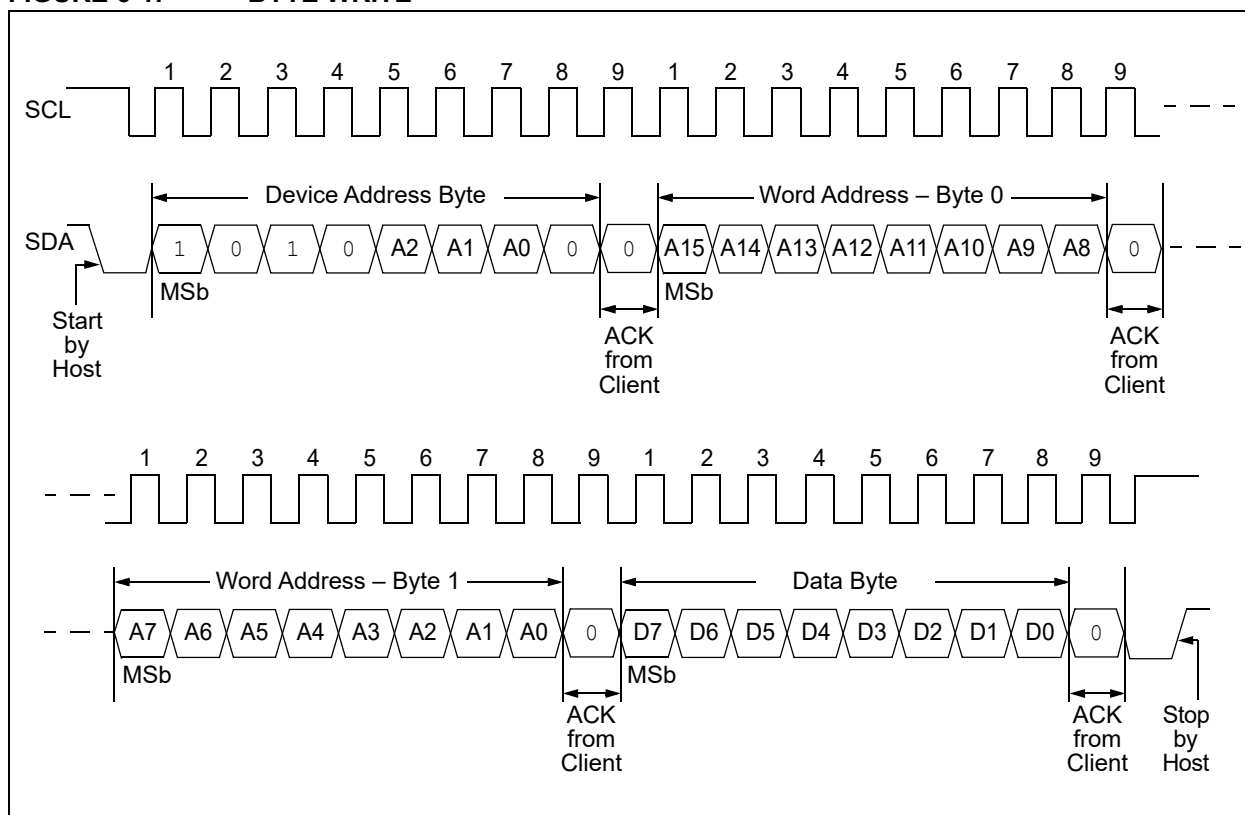 1 2 3 4 5 6 7 8 9 1 2 3 4 5 6 7 8 9
SCL
Device Address Byte Word Address – Byte 0
SDA 1 0 1 0 A2 A1 A0 0 0 A15 A14 A13 A12 A11 A10 A9 A8 0
MSb MSb
Start
by
Host
ACK
from
Client
ACK
from
Client
1 2 3 4 5 6 7 8 9 1 2 3 4 5 6 7 8 9
Word Address – Byte 1 Data Byte
A7 A6 A5 A4 A3 A2 A1 A0 0 D7 D6 D5 D4 D3 D2 D1 D0 0
MSb MSb
ACK
from
Client
ACK
from
Client
Stop
by
Host